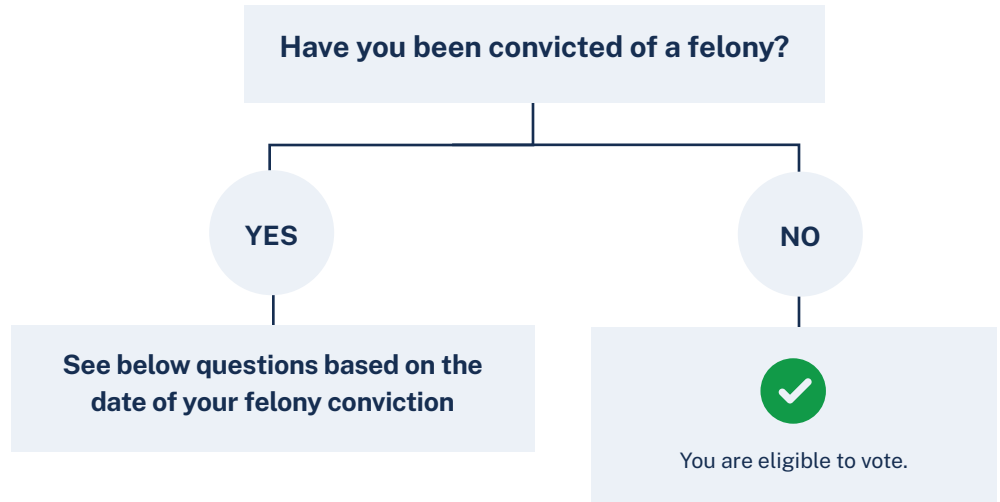 Have you been convicted of a felony?
YES
NO
See below questions based on the
date of your felony conviction
You are eligible to vote.